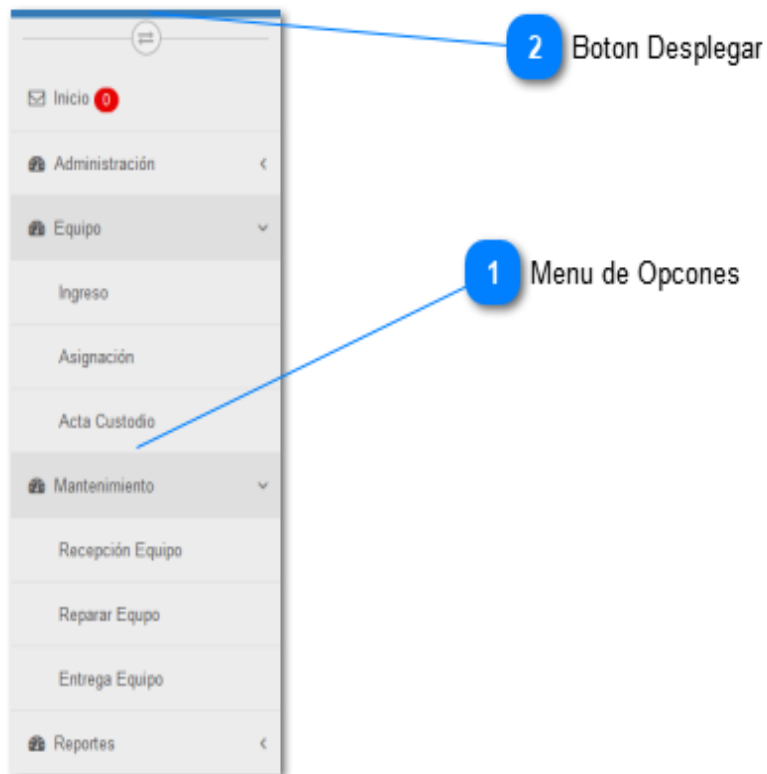 2 Boton Desplegar
Inicio 0
Administración
Equipo
1 Menu de Opcones
Ingreso
Asignación
Acta Custodio
Mantenimiento
Recepción Equipo
Reparar Equpo
Entrega Equipo
Reportes